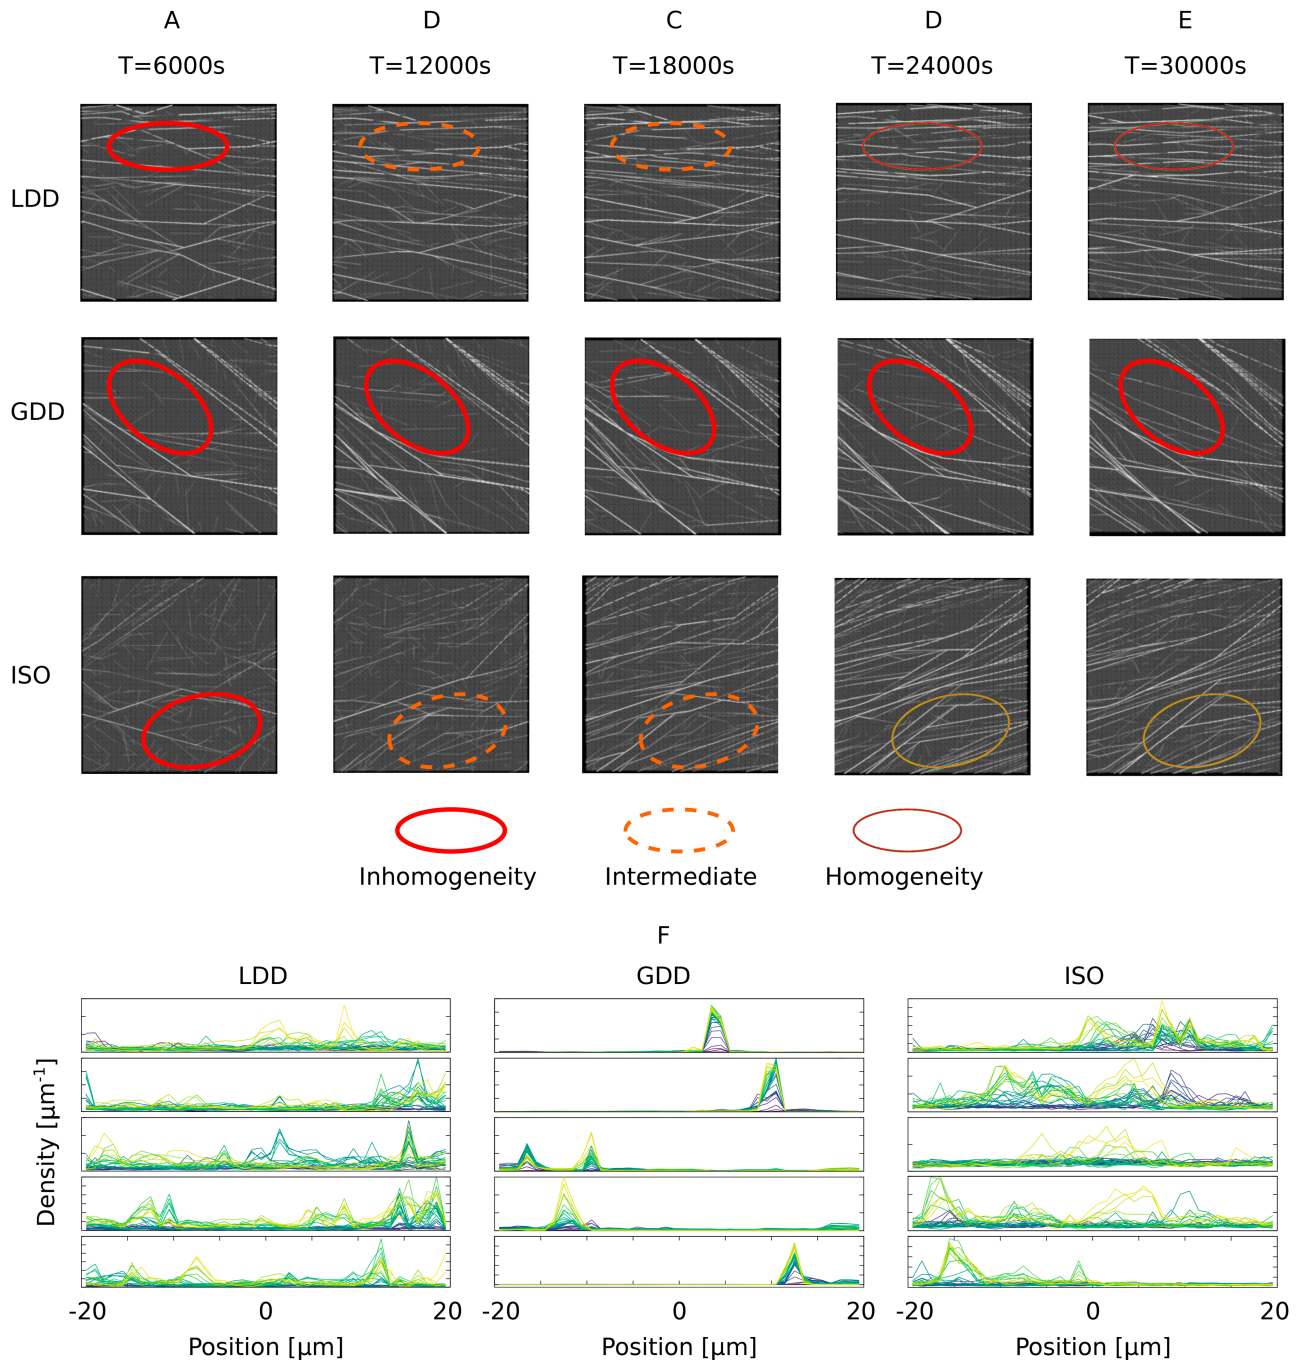 A D C D E
T=6000s T=12000s T=18000s T=24000s T=30000s
LDD
GDD
ISO
Inhomogeneity Intermediate Homogeneity
F
LDD GDD ISO
Density [μm⁻¹]
-20 0 20 -20 0 20 -20 0 20
Position [μm] Position [μm] Position [μm]